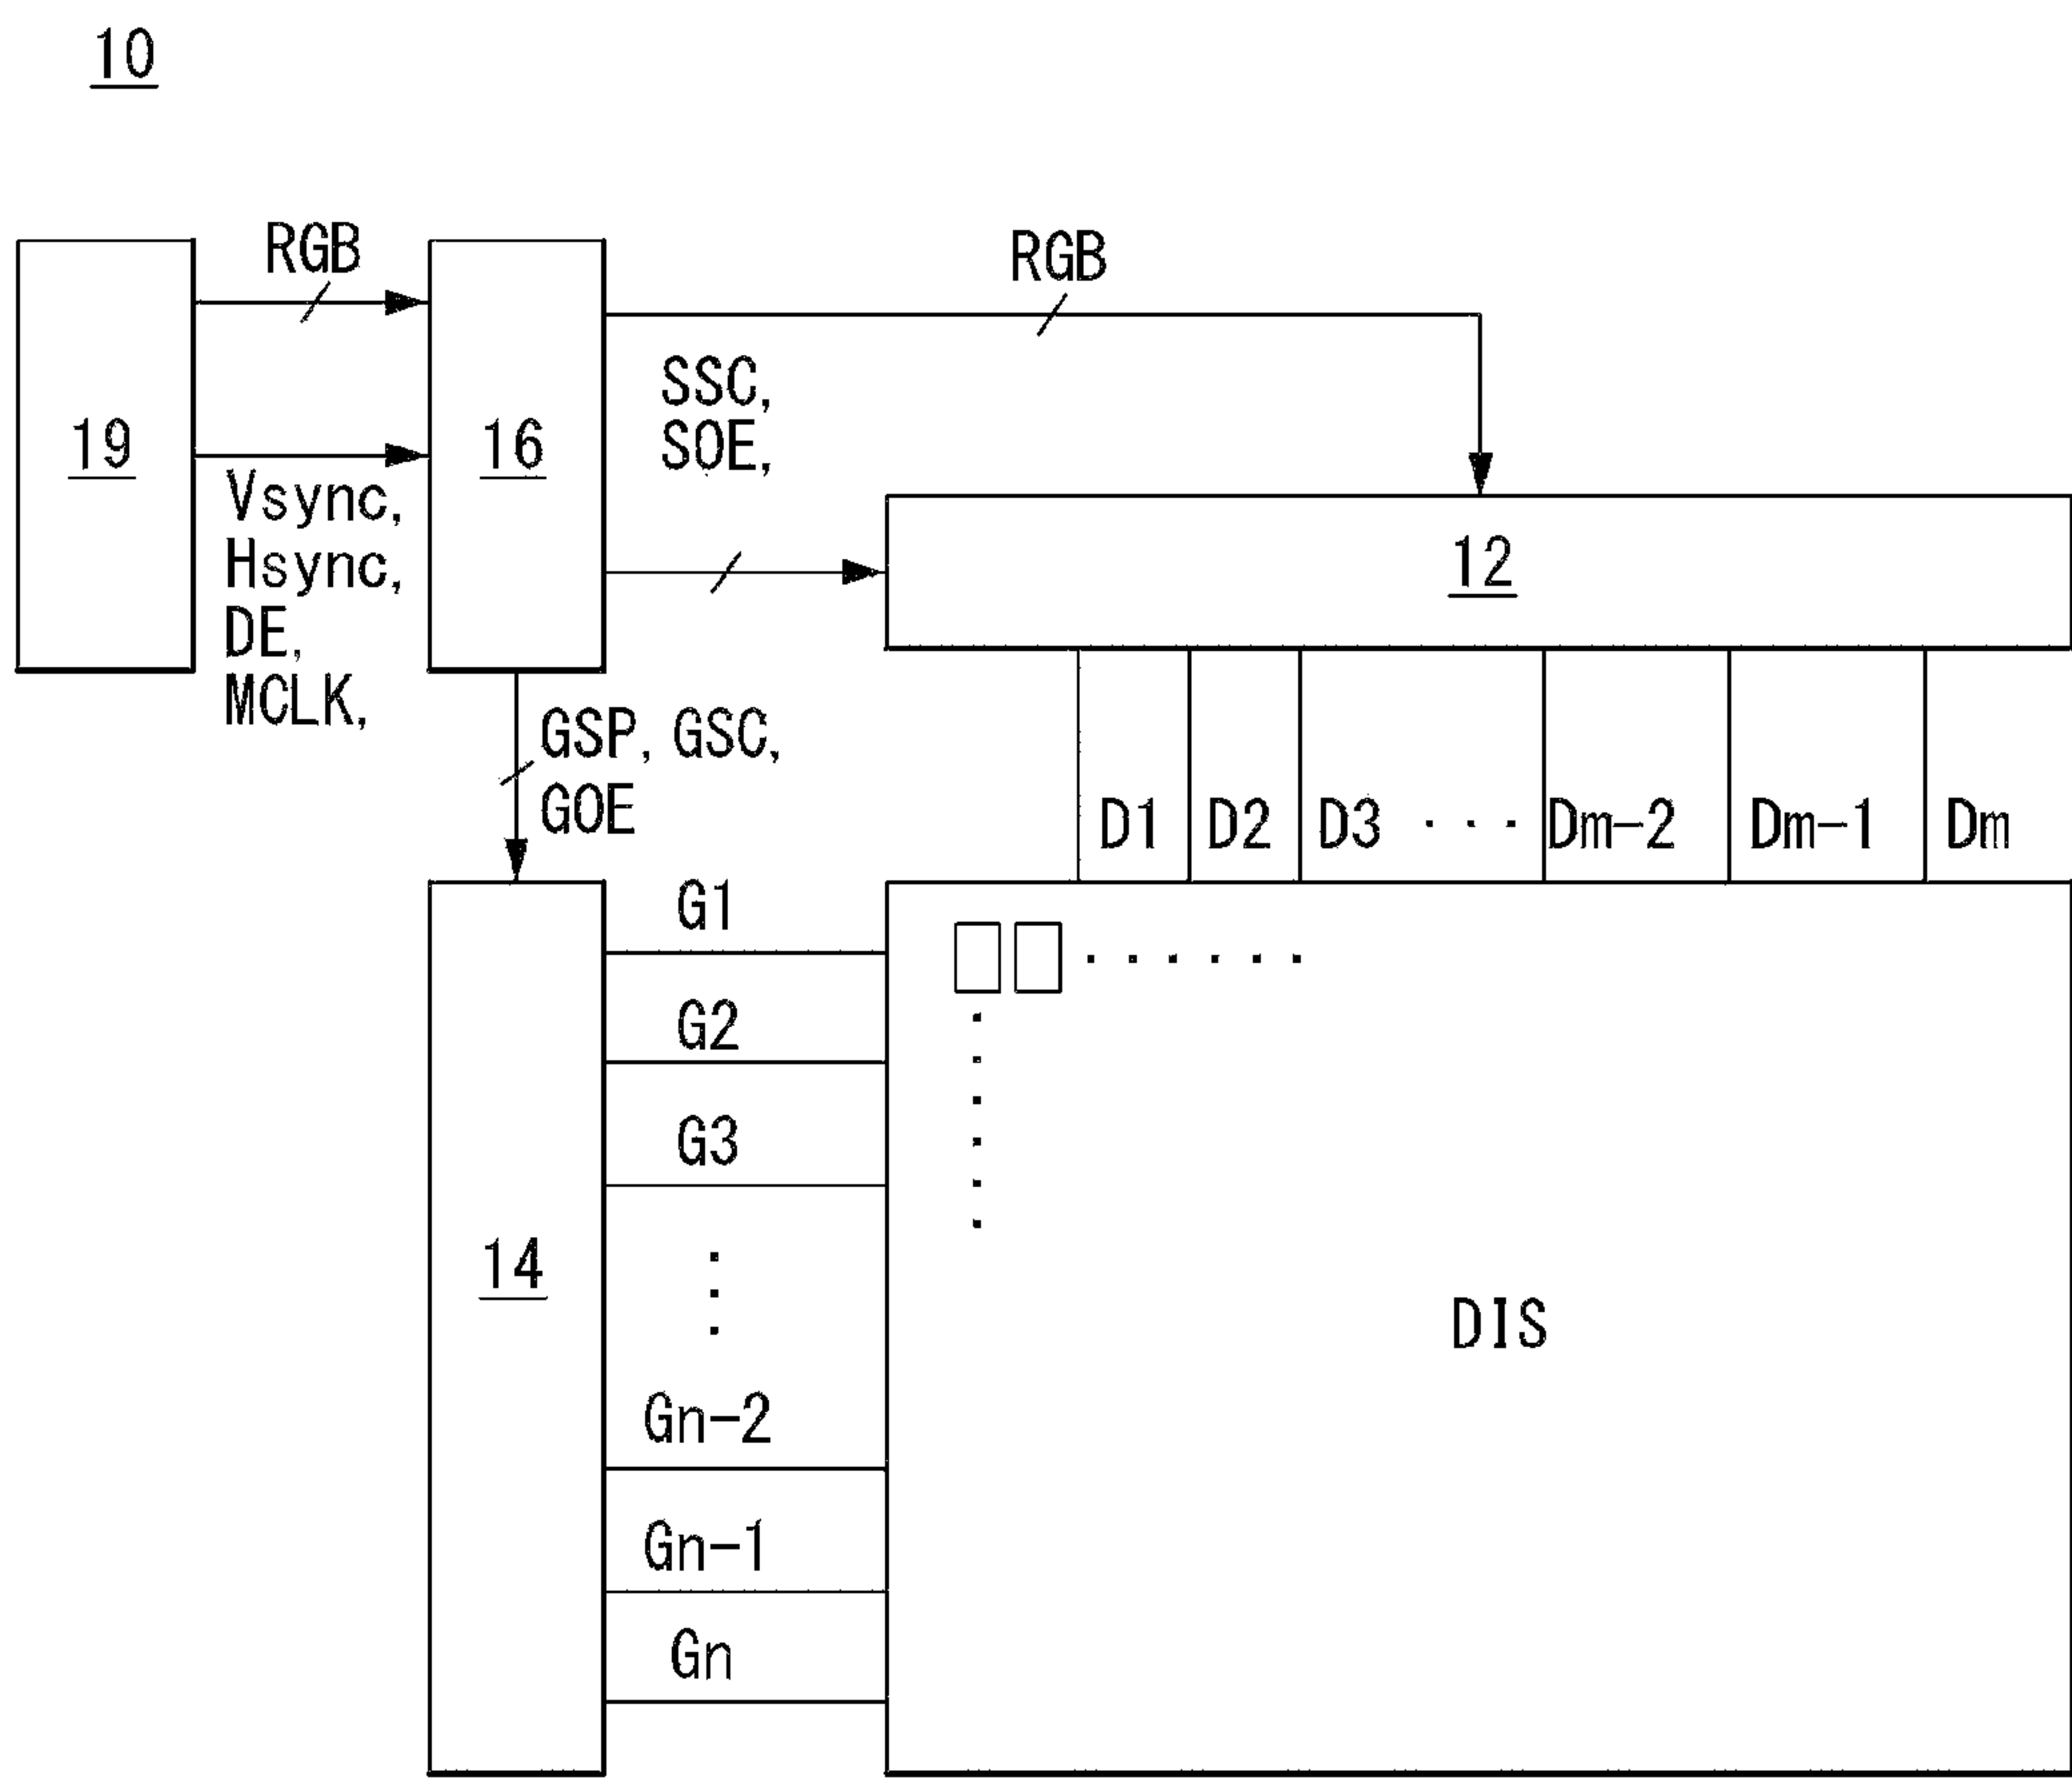 10
RGB
RGB
SSC,
SOE,
19
16
Vsync,
Hsync,
DE,
MCLK,
12
GSP, GSC,
GOE
D1 D2 D3 ··· Dm-2 Dm-1 Dm
G1
G2
G3
14
DIS
Gn-2
Gn-1
Gn